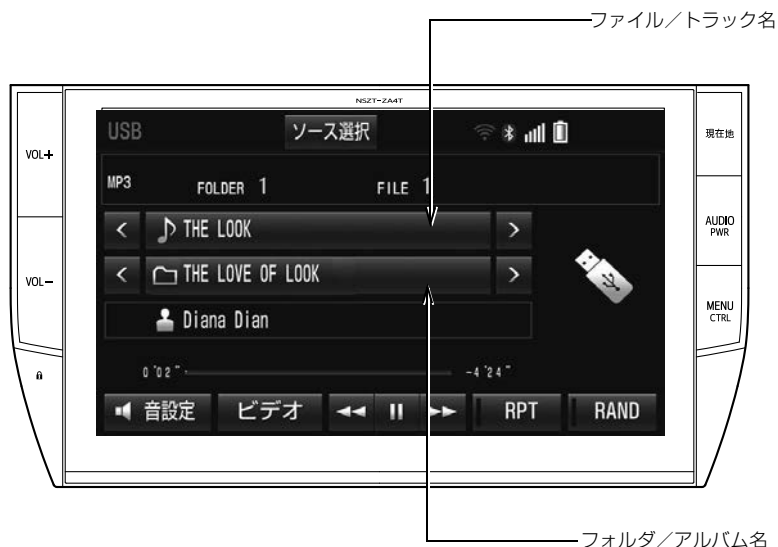 ファイル／トラック名
NSZT-ZA4T
USB
ソース選択
VOL+
現在地
MP3
FOLDER 1
FILE 1
THE LOOK
AUDIO
PWR
THE LOVE OF LOOK
VOL-
MENU
CTRL
Diana Dian
0'02"
-4'24"
音設定
ビデオ
RPT
RAND
フォルダ／アルバム名